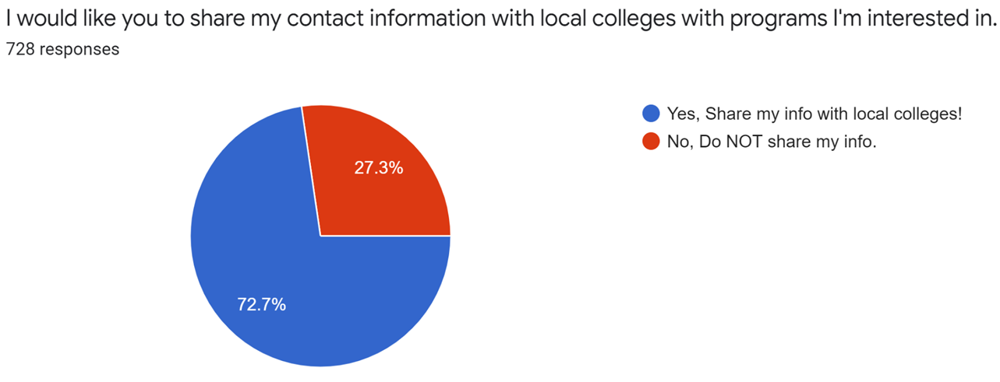 I would like you to share my contact information with local colleges with programs I'm interested in.
728 responses
Yes, Share my info with local colleges!
No, Do NOT share my info.
27.3%
72.7%